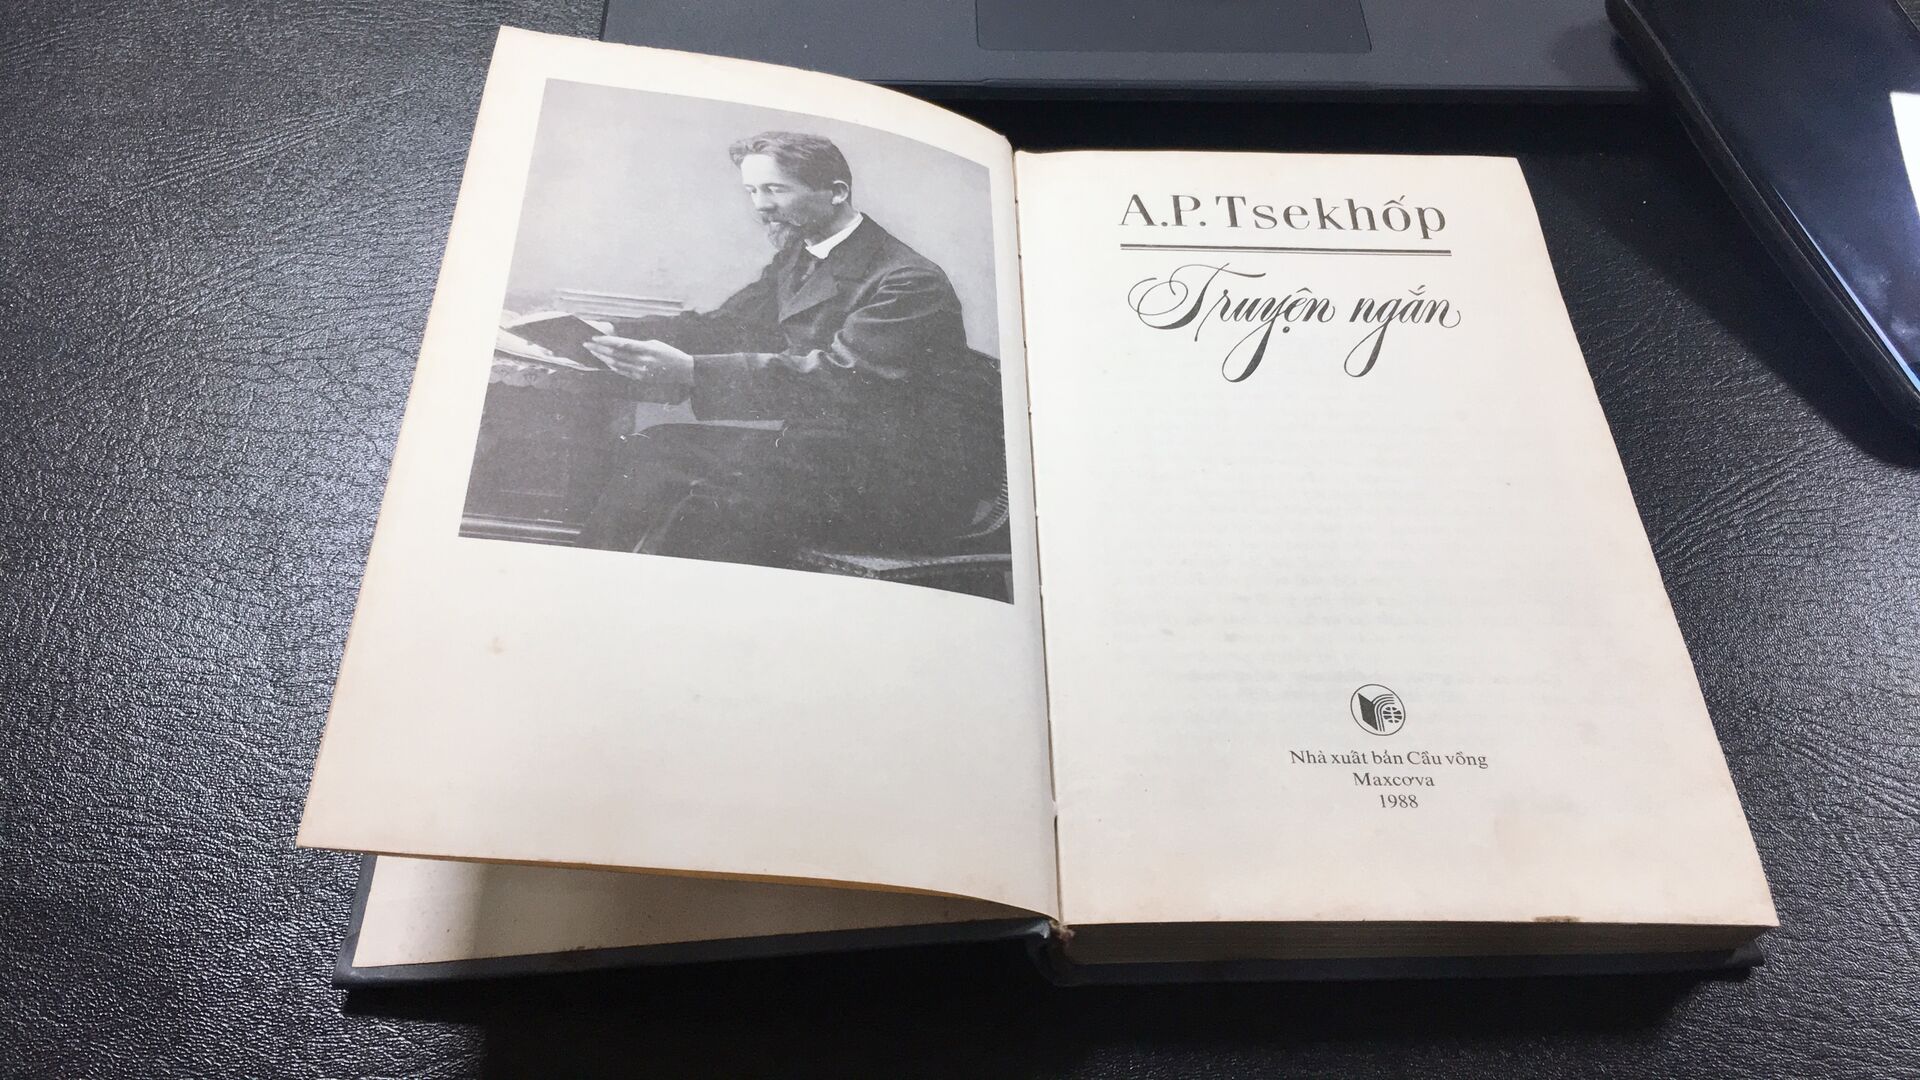 A.P. Tsekhốp
Truyện ngắn
Nhà xuất bản Cầu vồng
Maxcơva
1988